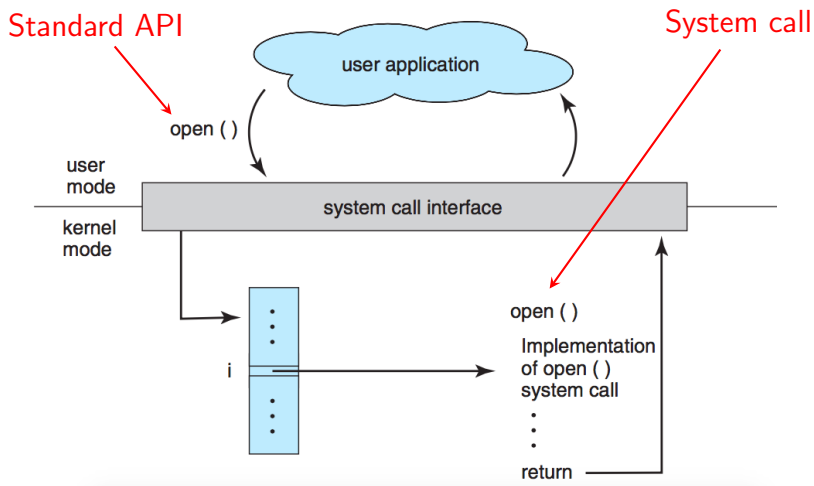 Standard API
System call
user application
open ( )
user
mode
system call interface
kernel
mode
open ( )
i
Implementation
of open ( )
system call
return